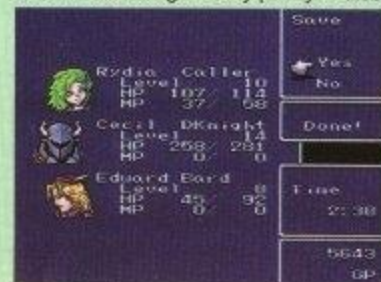 Save
Yes
No
Rydia Caller
Level 10
HP 107/ 114
MP 37/ 58
Cecil DKnight
Level 14
HP 258/ 281
MP 0/ 0
Edward Bard
Level 8
HP 45/ 92
MP 0/ 0
Done!
Time
2:38
5643
GP